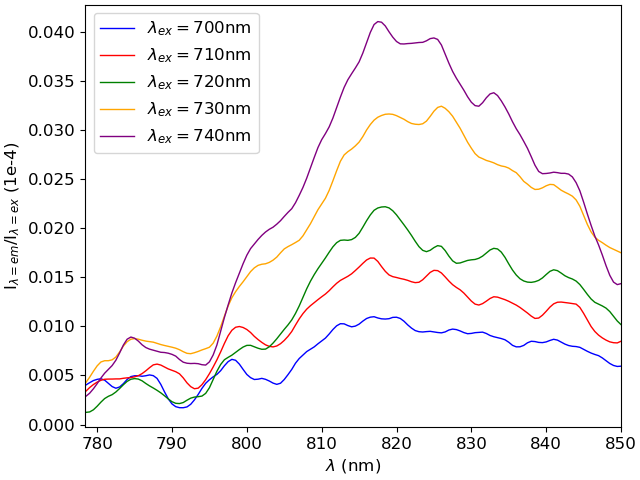 λex = 700nm
λex = 710nm
λex = 720nm
λex = 730nm
λex = 740nm
0.040
0.035
0.030
0.025
0.020
0.015
0.010
0.005
0.000
Iλ=em/Iλ=ex (1e-4)
780 790 800 810 820 830 840 850
λ (nm)